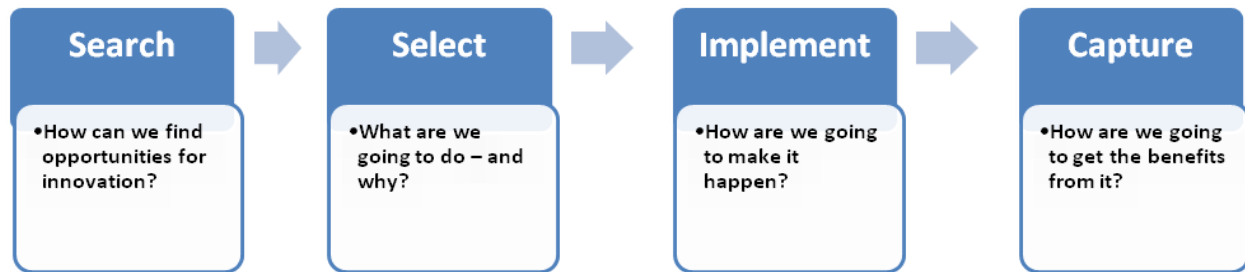 Search
•How can we find
opportunities for
innovation?
Select
•What are we
going to do – and
why?
Implement
•How are we going
to make it
happen?
Capture
•How are we going
to get the benefits
from it?